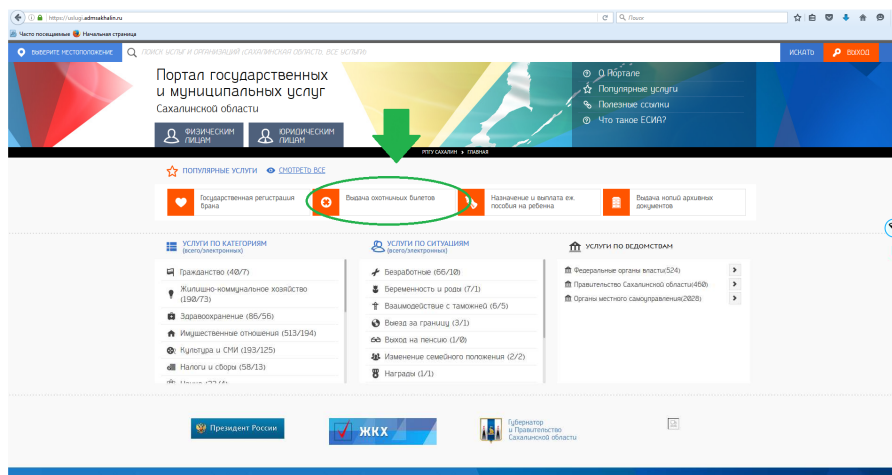 https://uslugi.admsakhalin.ru
Поиск
Часто посещаемые Начальная страница
ВЫБЕРИТЕ МЕСТОПОЛОЖЕНИЕ
ПОИСК УСЛУГ И ОРГАНИЗАЦИЙ (САХАЛИНСКАЯ ОБЛАСТЬ, ВСЕ УСЛУГИ)
ИСКАТЬ
ВЫХОД
Портал государственных
и муниципальных услуг
Сахалинской области
ФИЗИЧЕСКИМ
ЛИЦАМ
ЮРИДИЧЕСКИМ
ЛИЦАМ
О Портале
Популярные услуги
Полезные ссылки
Что такое ЕСИА?
РПГУ САХАЛИН > ГЛАВНАЯ
ПОПУЛЯРНЫЕ УСЛУГИ СМОТРЕТЬ ВСЕ
Государственная регистрация
брака
Выдача охотничьих билетов
Назначение и выплата еж.
пособия на ребенка
Выдача копий архивных
документов
УСЛУГИ ПО КАТЕГОРИЯМ
(всего/электронных)
Гражданство (40/7)
Жилищно-коммунальное хозяйство
(190/73)
Здравоохранение (86/56)
Имущественные отношения (513/194)
Культура и СМИ (193/125)
Налоги и сборы (58/13)
УСЛУГИ ПО СИТУАЦИЯМ
(всего/электронных)
Безработные (66/10)
Беременность и роды (7/1)
Взаимодействие с таможней (6/5)
Выезд за границу (3/1)
Выход на пенсию (1/0)
Изменение семейного положения (2/2)
Награды (1/1)
УСЛУГИ ПО ВЕДОМСТВАМ
Федеральные органы власти(524)
Правительство Сахалинской области(460)
Органы местного самоуправления(2028)
Президент России
ЖКХ
Губернатор
и Правительство
Сахалинской области